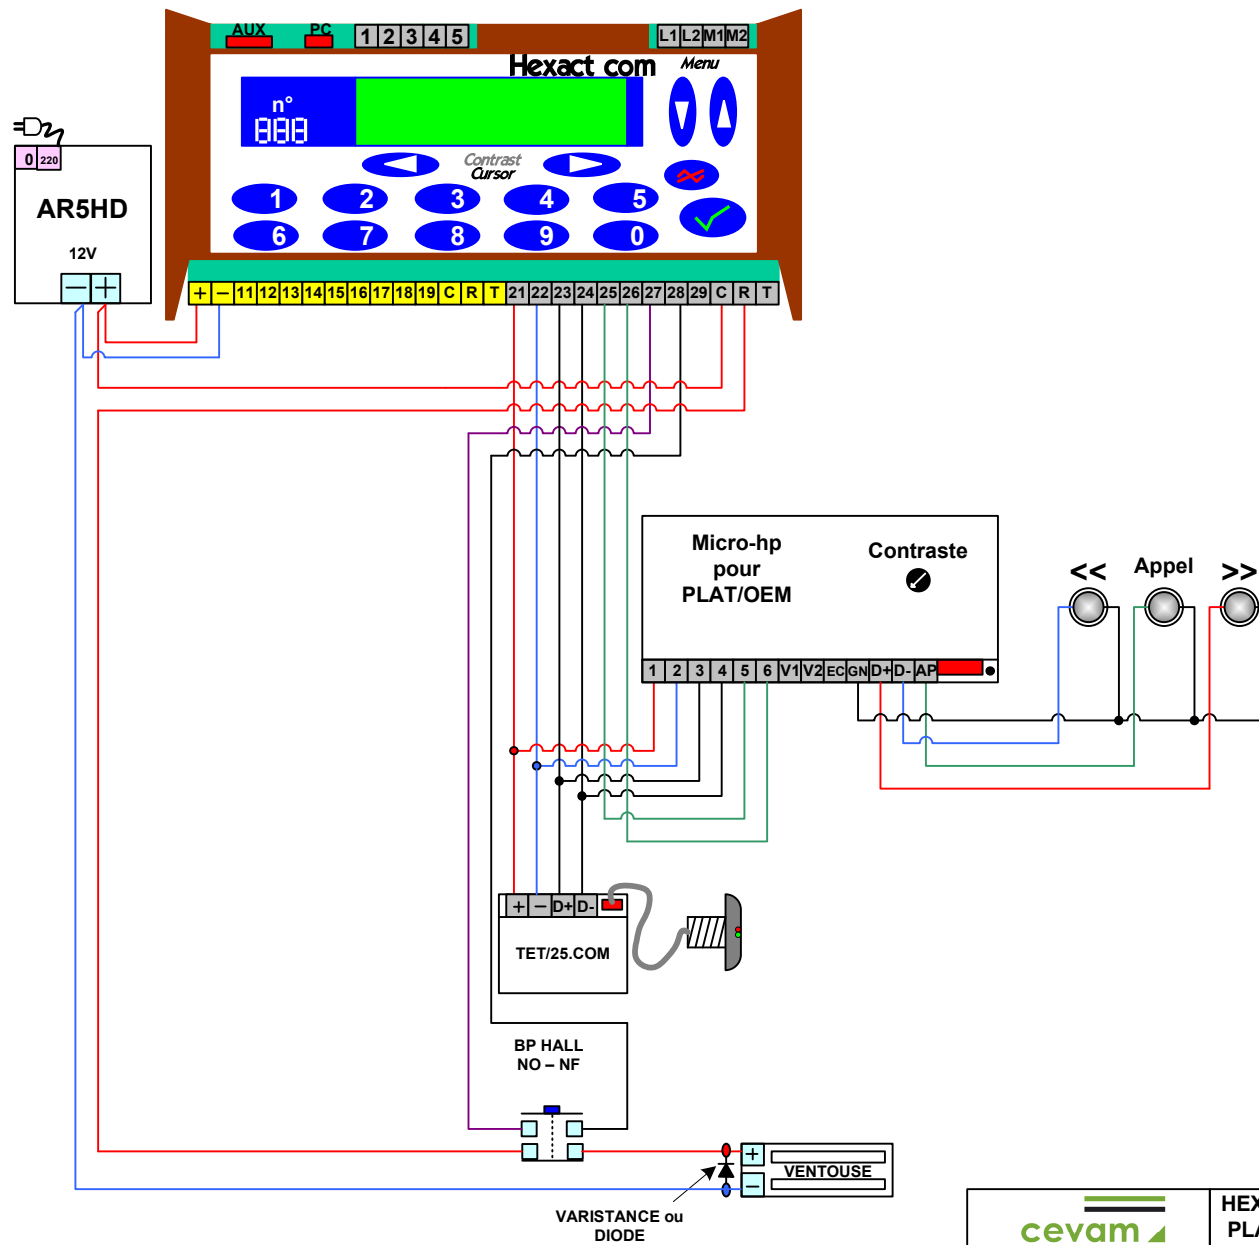 AUX PC 1 2 3 4 5 L1 L2 M1 M2
Hexact com Menu
n°
888
Contrast
Cursor
1 2 3 4 5
6 7 8 9 0
0 220
AR5HD
12V
− +
+ − 11 12 13 14 15 16 17 18 19 C R T 21 22 23 24 25 26 27 28 29 C R T
Micro-hp
pour
PLAT/OEM
Contraste
<< Appel >>
1 2 3 4 5 6 V1 V2 EC GN D+ D- AP
+ − D+ D-
TET/25.COM
BP HALL
NO – NF
+
VENTOUSE
−
VARISTANCE ou
DIODE
cevam
HEX
PLA